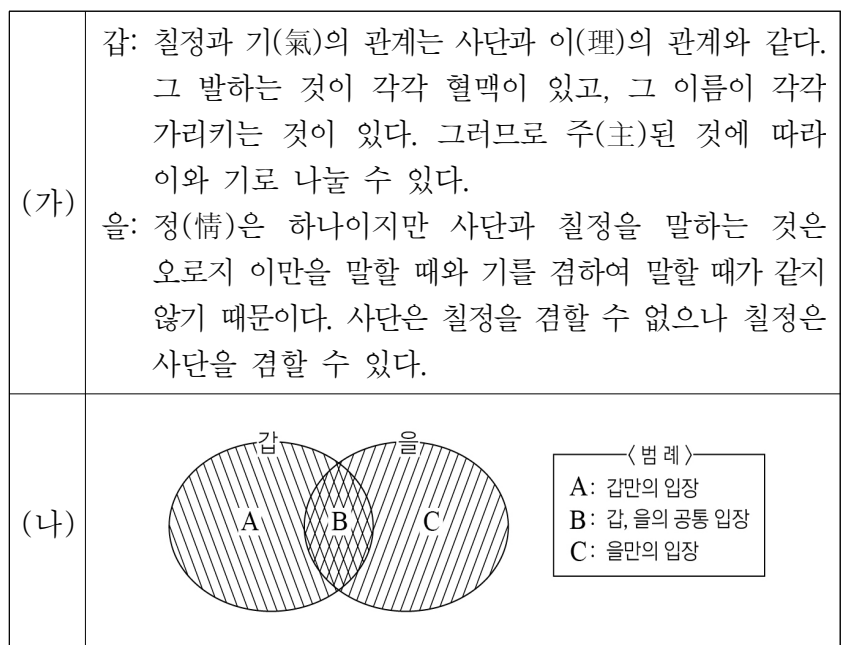 (가)
갑: 칠정과 기(氣)의 관계는 사단과 이(理)의 관계와 같다.
그 발하는 것이 각각 혈맥이 있고, 그 이름이 각각
가리키는 것이 있다. 그러므로 주(主)된 것에 따라
이와 기로 나눌 수 있다.
을: 정(情)은 하나이지만 사단과 칠정을 말하는 것은
오로지 이만을 말할 때와 기를 겸하여 말할 때가 같지
않기 때문이다. 사단은 칠정을 겸할 수 없으나 칠정은
사단을 겸할 수 있다.
(나)
갑 을
A B C
〈범례〉
A: 갑만의 입장
B: 갑, 을의 공통 입장
C: 을만의 입장